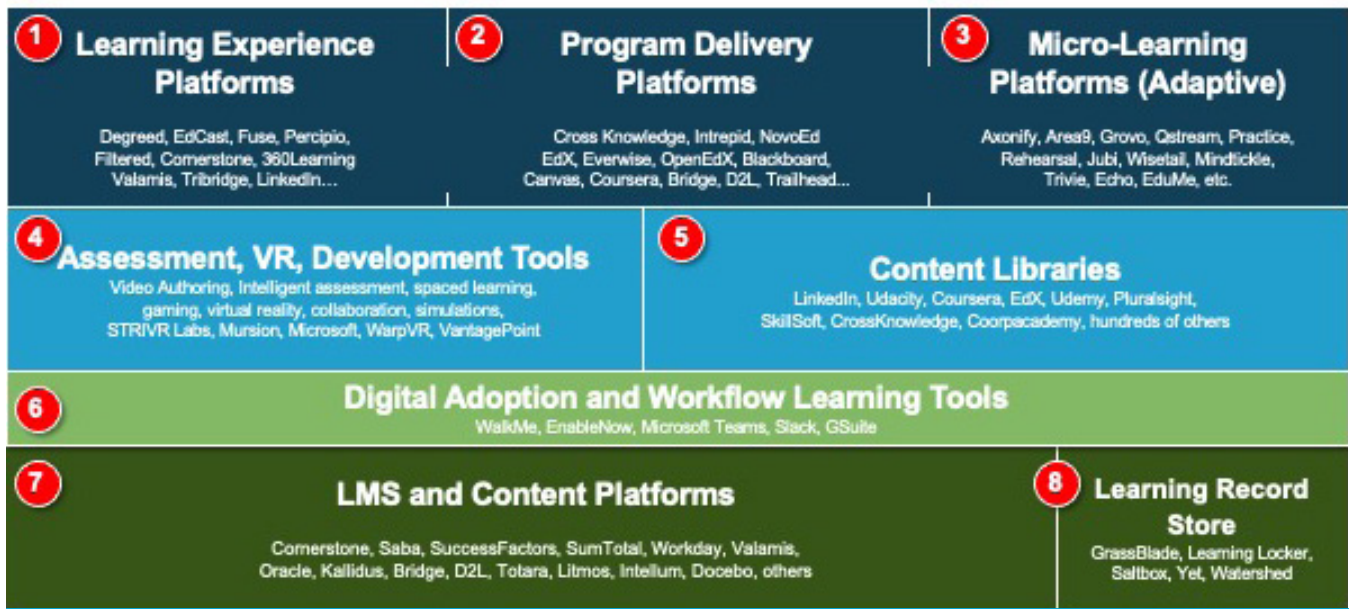 1
Learning Experience
Platforms
Degreed, EdCast, Fuse, Percipio,
Filtered, Cornerstone, 360Learning
Valamis, Tribridge, LinkedIn...
2
Program Delivery
Platforms
Cross Knowledge, Intrepid, NovoEd
EdX, Everwise, OpenEdX, Blackboard,
Canvas, Coursera, Bridge, D2L, Trailhead...
3
Micro-Learning
Platforms (Adaptive)
Axonify, Area9, Grovo, Qstream, Practice,
Rehearsal, Jubi, Wisetail, Mindtickle,
Trivie, Echo, EduMe, etc.
4
Assessment, VR, Development Tools
Video Authoring, Intelligent assessment, spaced learning,
gaming, virtual reality, collaboration, simulations,
STRIVR Labs, Mursion, Microsoft, WarpVR, VantagePoint
5
Content Libraries
LinkedIn, Udacity, Coursera, EdX, Udemy, Pluralsight,
SkillSoft, CrossKnowledge, Coorpacademy, hundreds of others
6
Digital Adoption and Workflow Learning Tools
WalkMe, EnableNow, Microsoft Teams, Slack, GSuite
7
LMS and Content Platforms
Cornerstone, Saba, SuccessFactors, SumTotal, Workday, Valamis,
Oracle, Kallidus, Bridge, D2L, Totara, Litmos, Intellum, Docebo, others
8
Learning Record
Store
GrassBlade, Learning Locker,
Saltbox, Yet, Watershed